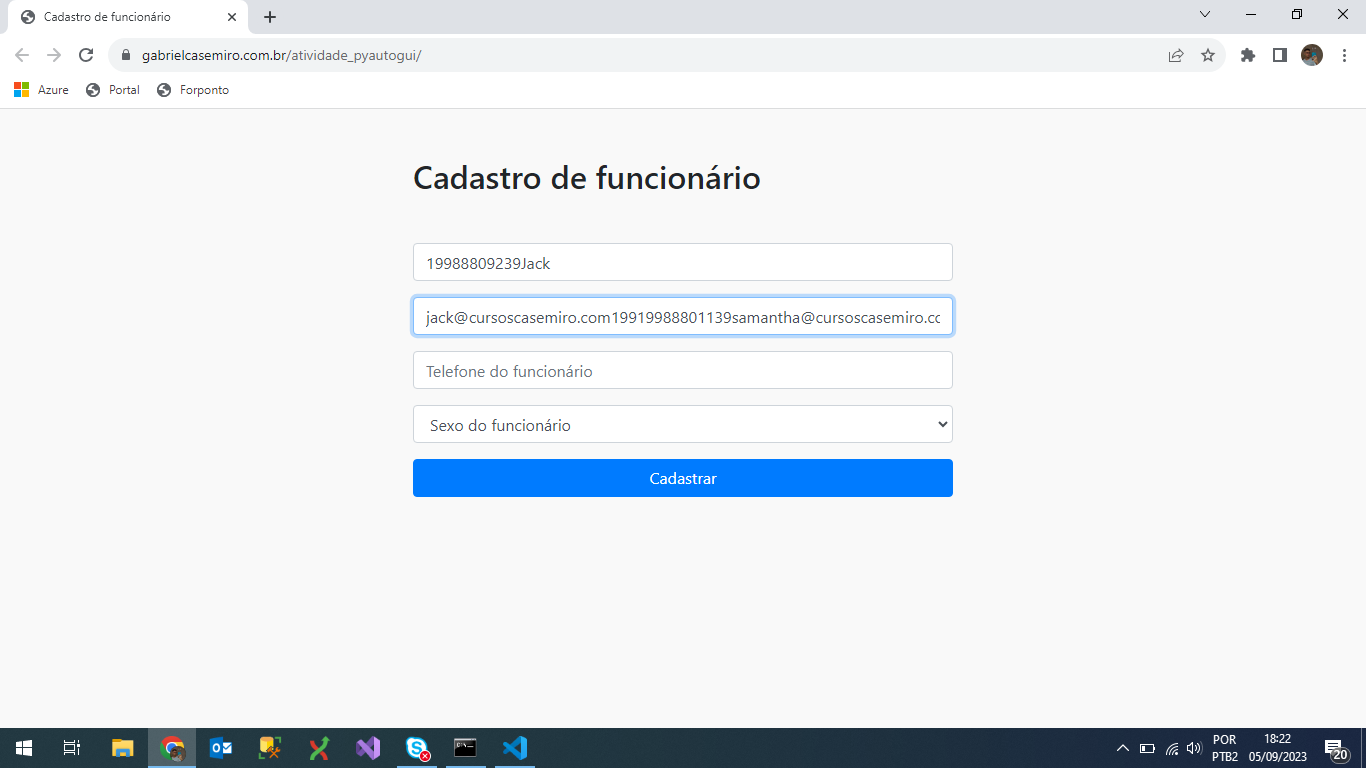 Cadastro de funcionário
gabrielcasemiro.com.br/atividade_pyautogui/
Azure Portal Forponto
Cadastro de funcionário
19988809239Jack
jack@cursoscasemiro.com19919988801139samantha@cursoscasemiro.cc
Telefone do funcionário
Sexo do funcionário
Cadastrar
POR 18:22
PTB2 05/09/2023 20